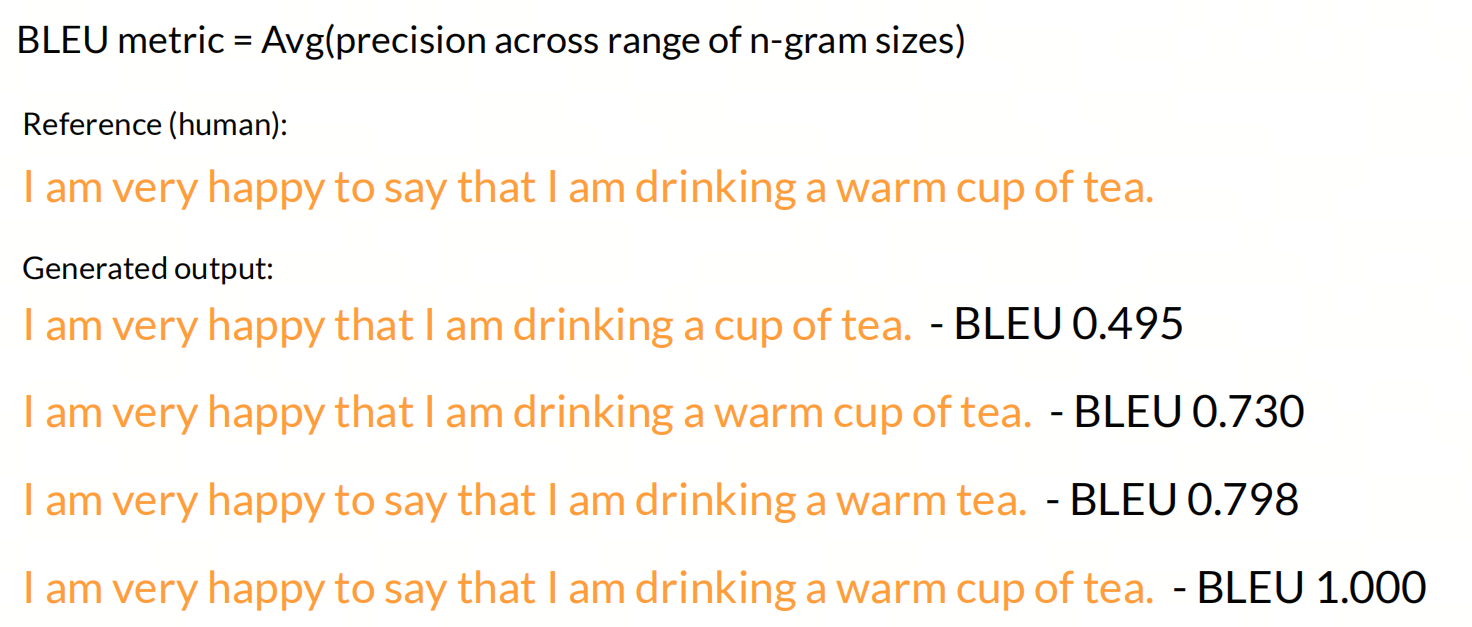 BLEU metric = Avg(precision across range of n-gram sizes)
Reference (human):
I am very happy to say that I am drinking a warm cup of tea.
Generated output:
I am very happy that I am drinking a cup of tea. - BLEU 0.495
I am very happy that I am drinking a warm cup of tea. - BLEU 0.730
I am very happy to say that I am drinking a warm tea. - BLEU 0.798
I am very happy to say that I am drinking a warm cup of tea. - BLEU 1.000